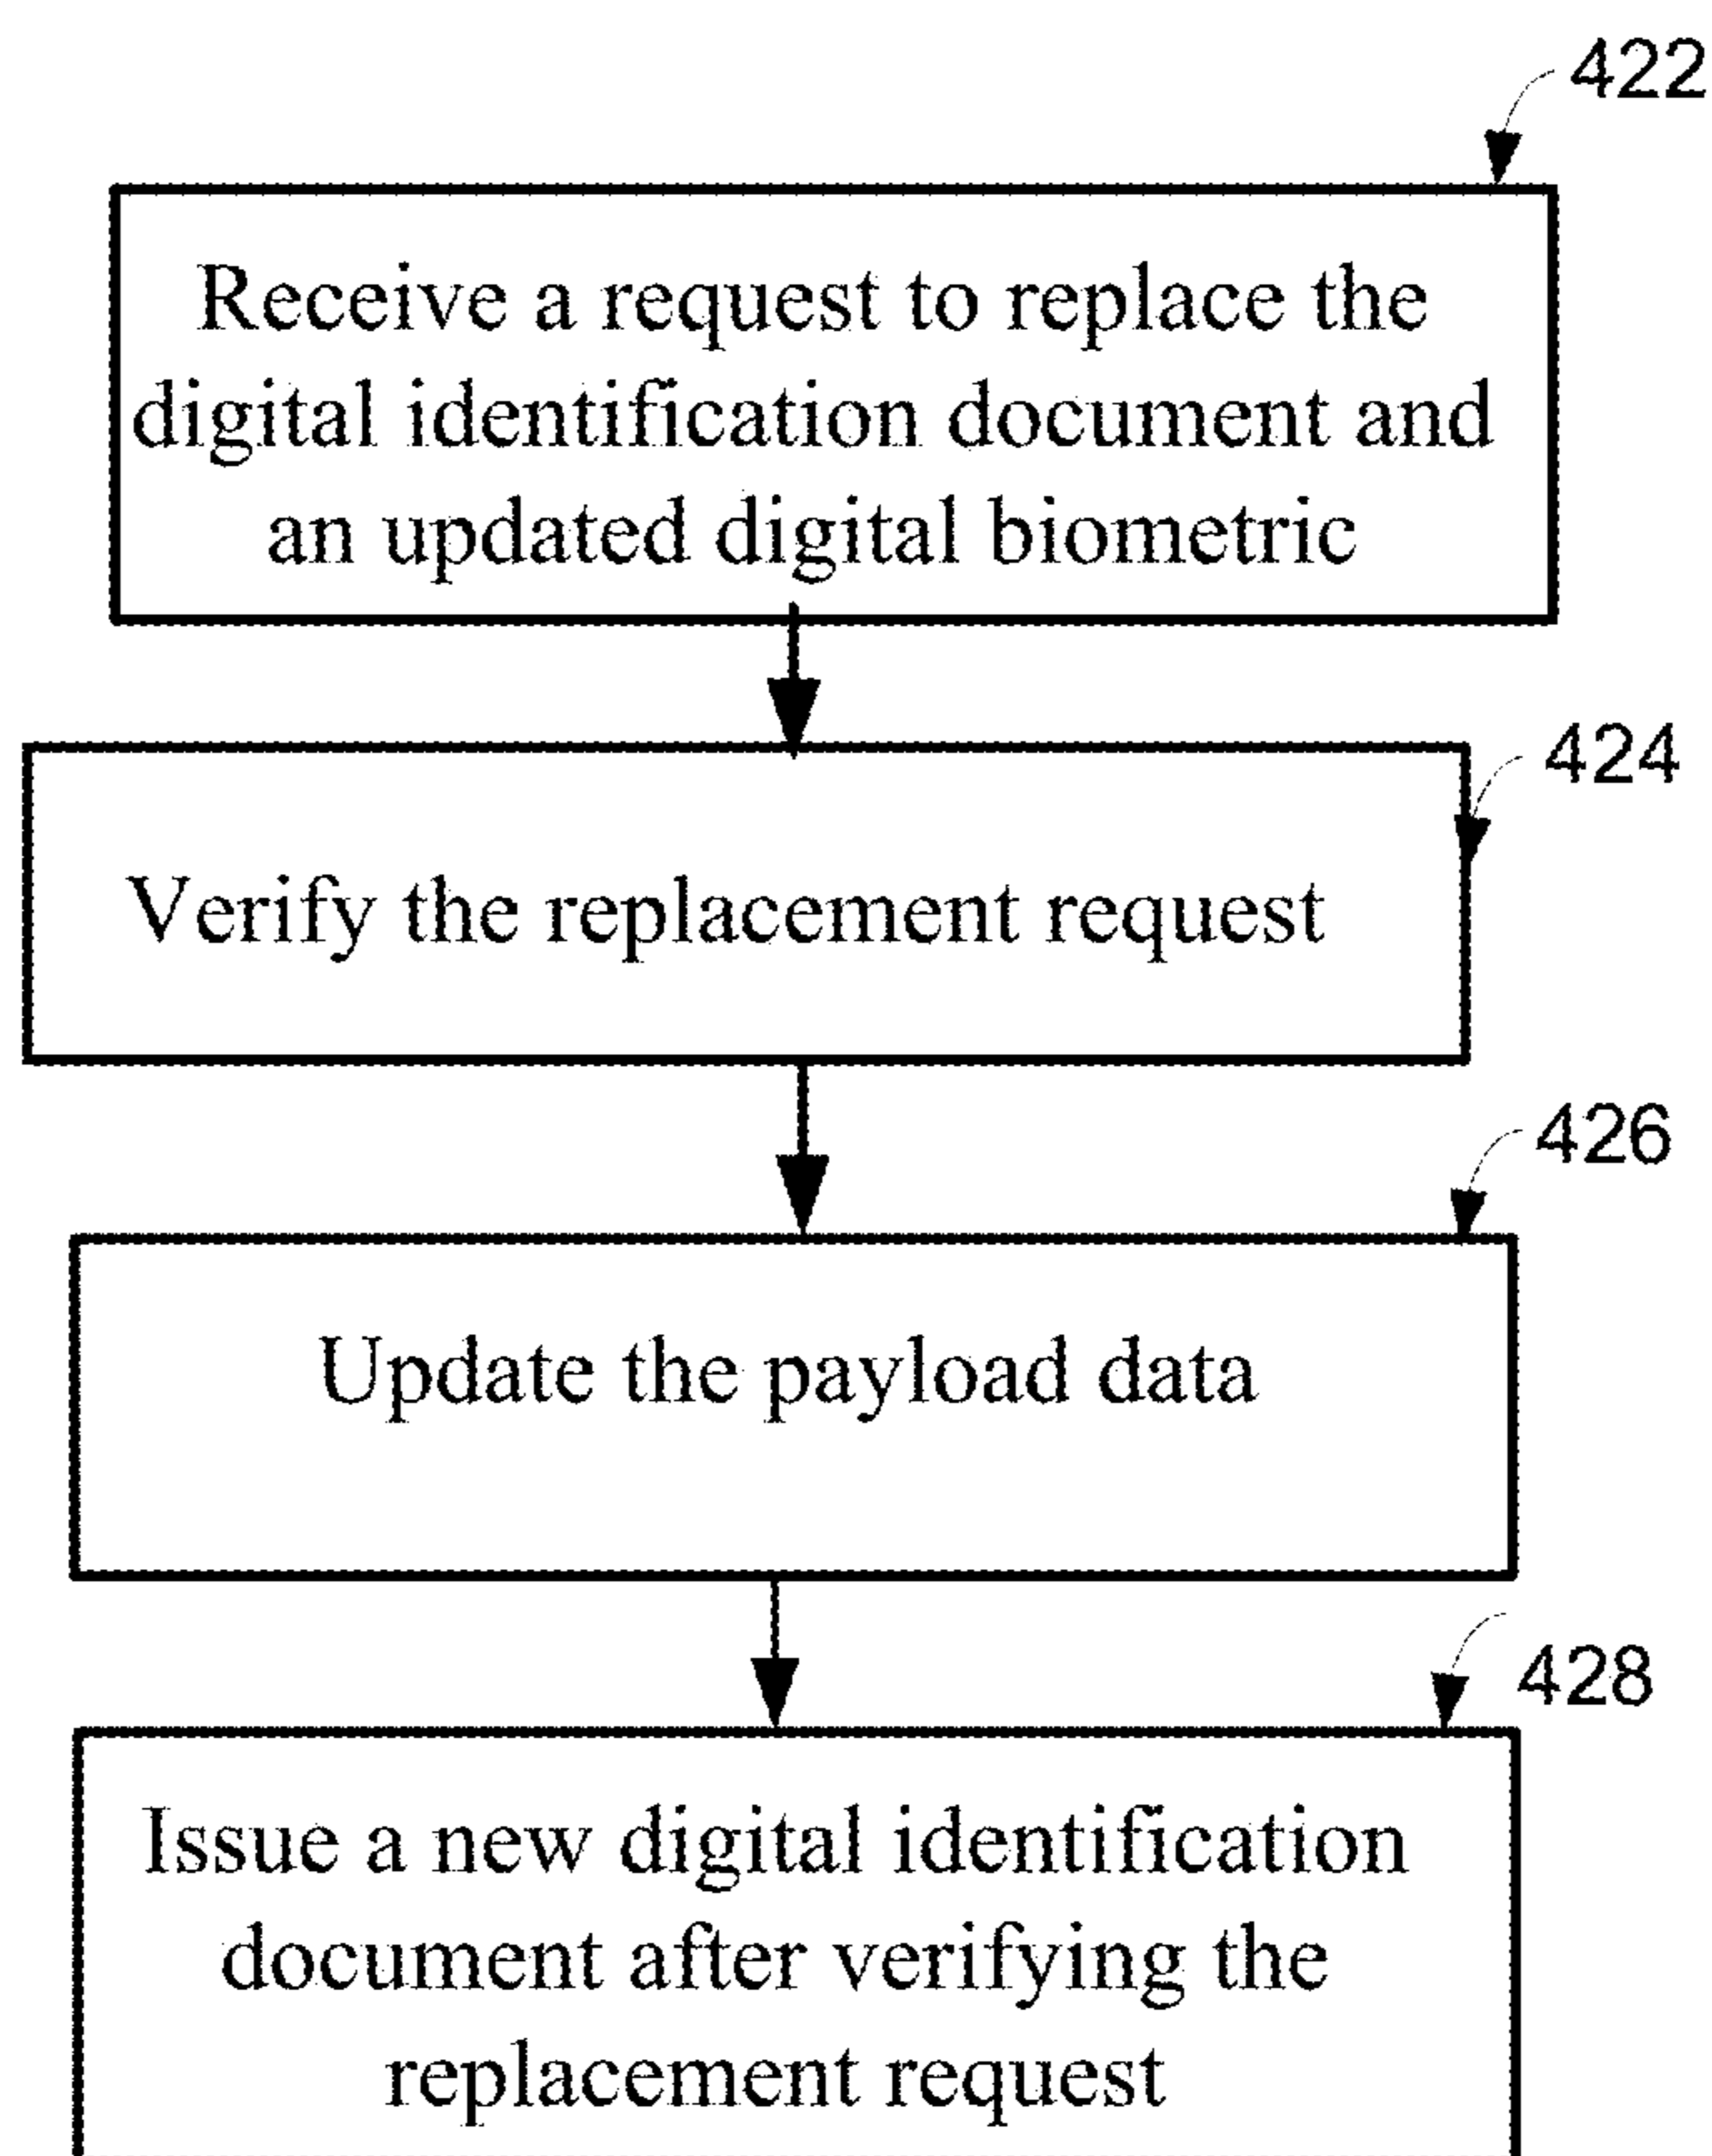 422
Receive a request to replace the
digital identification document and
an updated digital biometric
424
Verify the replacement request
426
Update the payload data
428
Issue a new digital identification
document after verifying the
replacement request